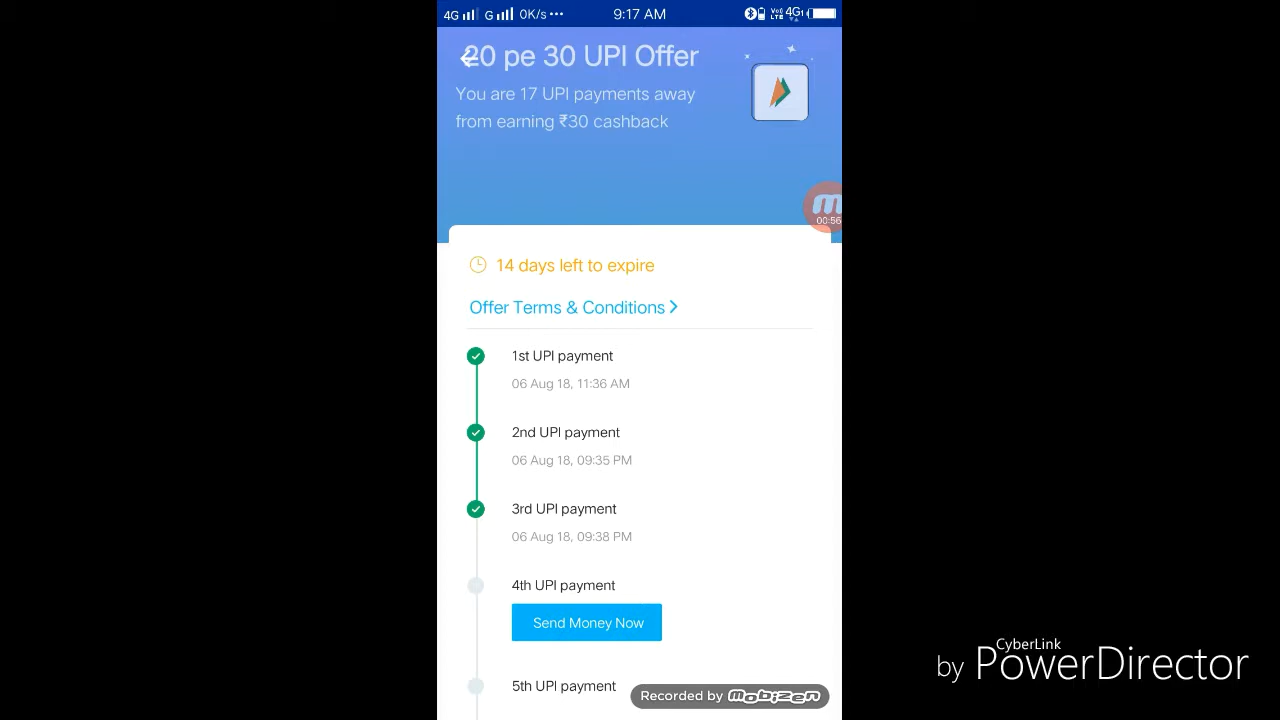 4G G 0K/s ... 9:17 AM VoLTE 4G1
20 pe 30 UPI Offer
You are 17 UPI payments away
from earning ₹30 cashback
m
00:56
14 days left to expire
Offer Terms & Conditions >
1st UPI payment
06 Aug 18, 11:36 AM
2nd UPI payment
06 Aug 18, 09:35 PM
3rd UPI payment
06 Aug 18, 09:38 PM
4th UPI payment
Send Money Now
5th UPI payment
Recorded by mobizen
by CyberLink
PowerDirector